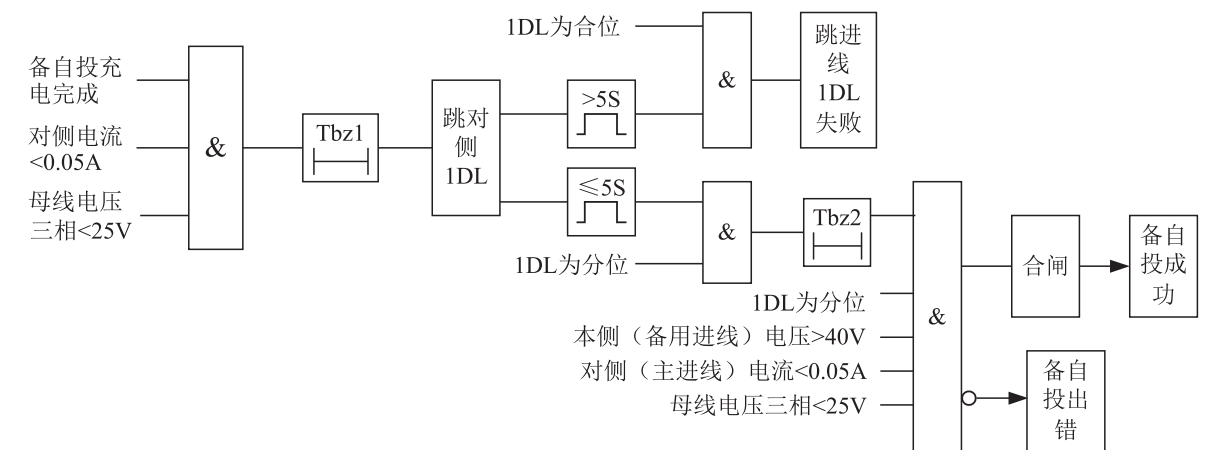 备自投充
电完成
对侧电流
<0.05A
母线电压
三相<25V
&
Tbz1
跳对
侧
1DL
>5S
≤5S
1DL为合位
&
跳进
线
1DL
失败
1DL为分位
&
Tbz2
1DL为分位
本侧（备用进线）电压>40V
对侧（主进线）电流<0.05A
母线电压三相<25V
&
合闸
备自
投成
功
备自
投出
错